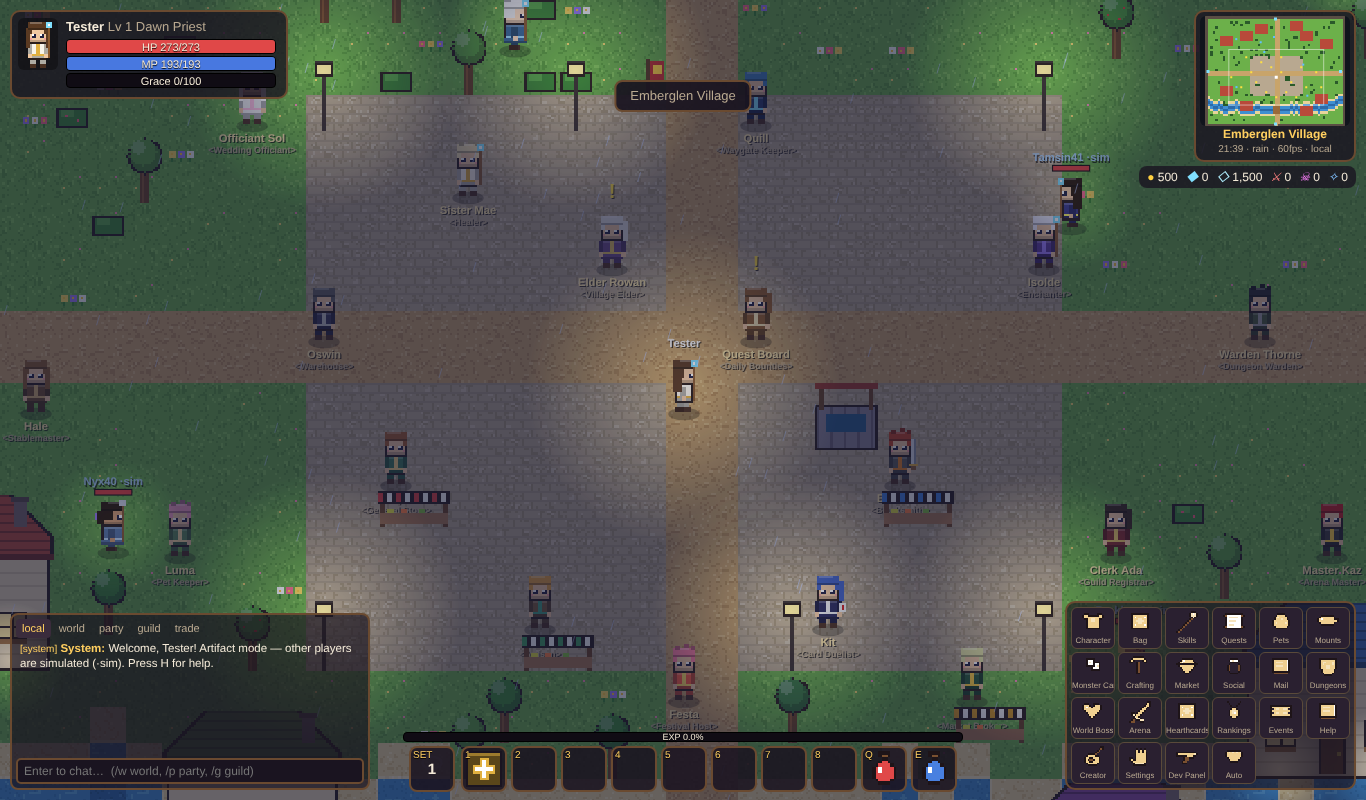 Tester Lv 1 Dawn Priest
HP 273/273
MP 193/193
Grace 0/100
Emberglen Village
Emberglen Village
21:39 · rain · 60fps · local
500 0 1,500 0 0 0
Officiant Sol
<Wedding Officiant>
Quill
<Waygate Keeper>
Tamsin41 ·sim
Sister Mae
<Healer>
!
Elder Rowan
<Village Elder>
!
Isolde
<Enchanter>
Oswin
<Warehouse>
Tester
Quest Board
<Daily Bounties>
Warden Thorne
<Dungeon Warden>
Hale
<Stablemaster>
Nyx40 ·sim
Luma
<Pet Keeper>
Clerk Ada
<Guild Registrar>
Master Kaz
<Arena Master>
Kit
<Card Duelist>
Festa
<Festival Host>
local world party guild trade
[system] System: Welcome, Tester! Artifact mode — other players
are simulated (·sim). Press H for help.
Enter to chat… (/w world, /p party, /g guild)
EXP 0.0%
SET
1
1 2 3 4 5 6 7 8 Q E
Character Bag Skills Quests Pets Mounts
Monster Ca Crafting Market Social Mail Dungeons
World Boss Arena Hearthcards Rankings Events Help
Creator Settings Dev Panel Auto